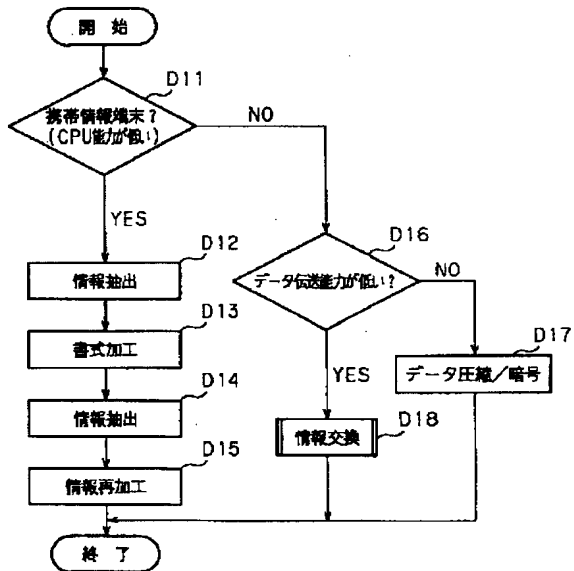 開 始
D11
携帯情報端末?
(CPU能力が低い)
NO
YES
D12
情報抽出
D13
書式加工
D14
情報抽出
D15
情報再加工
D16
データ伝送能力が低い?
NO
YES
D17
データ圧縮/暗号
D18
情報交換
終 了